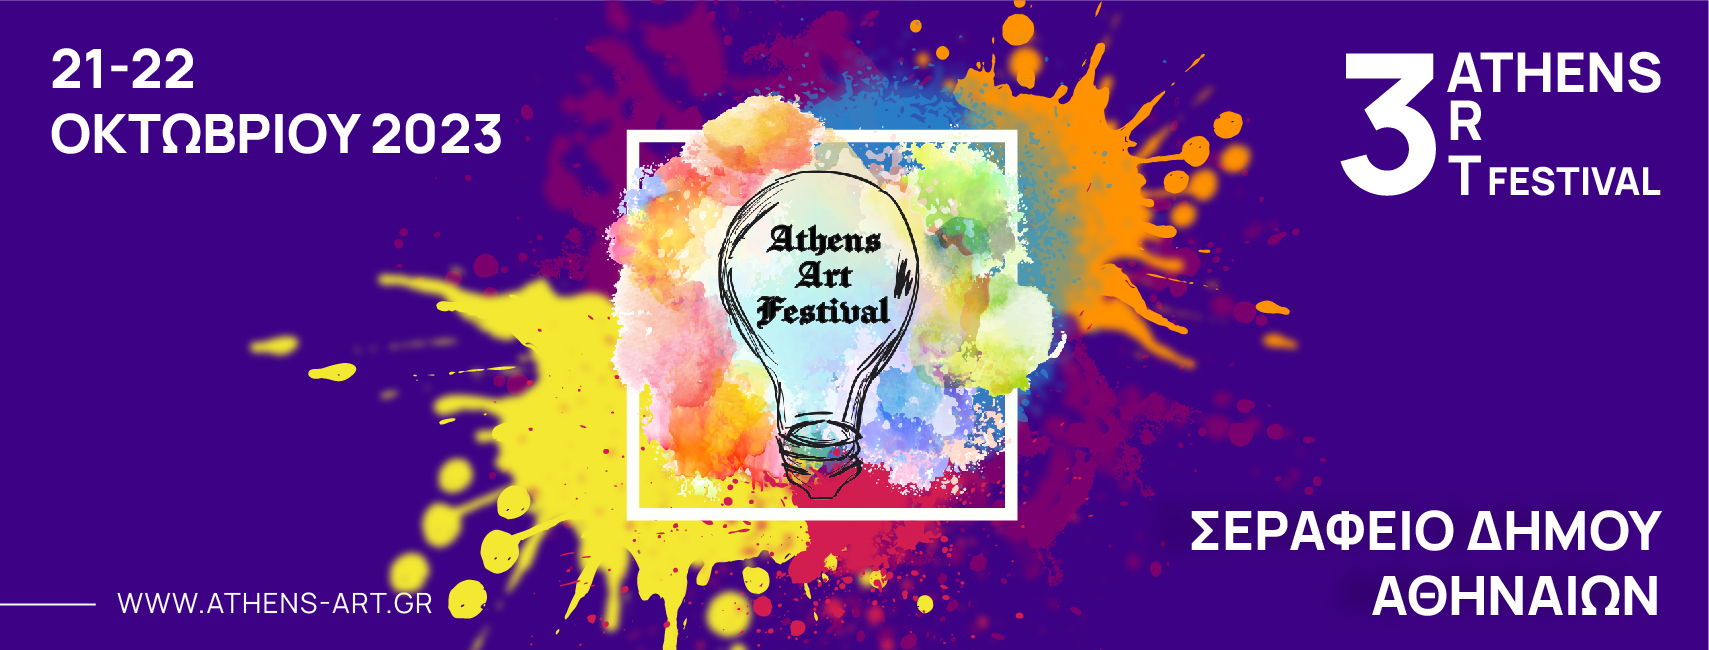 21-22
ΟΚΤΩΒΡΙΟΥ 2023
3 ATHENS
R
T FESTIVAL
Athens
Art
Festival
ΣΕΡΑΦΕΙΟ ΔΗΜΟΥ
ΑΘΗΝΑΙΩΝ
WWW.ATHENS-ART.GR